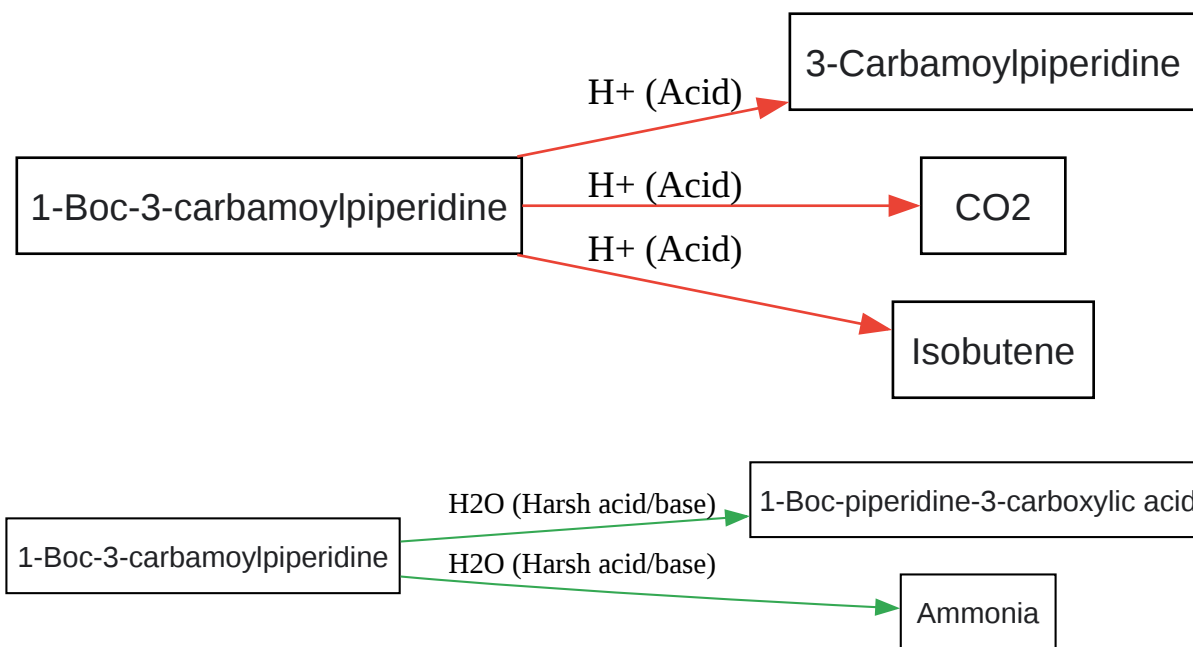 3-Carbamoylpiperidine
H+ (Acid)
1-Boc-3-carbamoylpiperidine
H+ (Acid)
CO2
H+ (Acid)
Isobutene
1-Boc-piperidine-3-carboxylic acid
H2O (Harsh acid/base)
1-Boc-3-carbamoylpiperidine
H2O (Harsh acid/base)
Ammonia